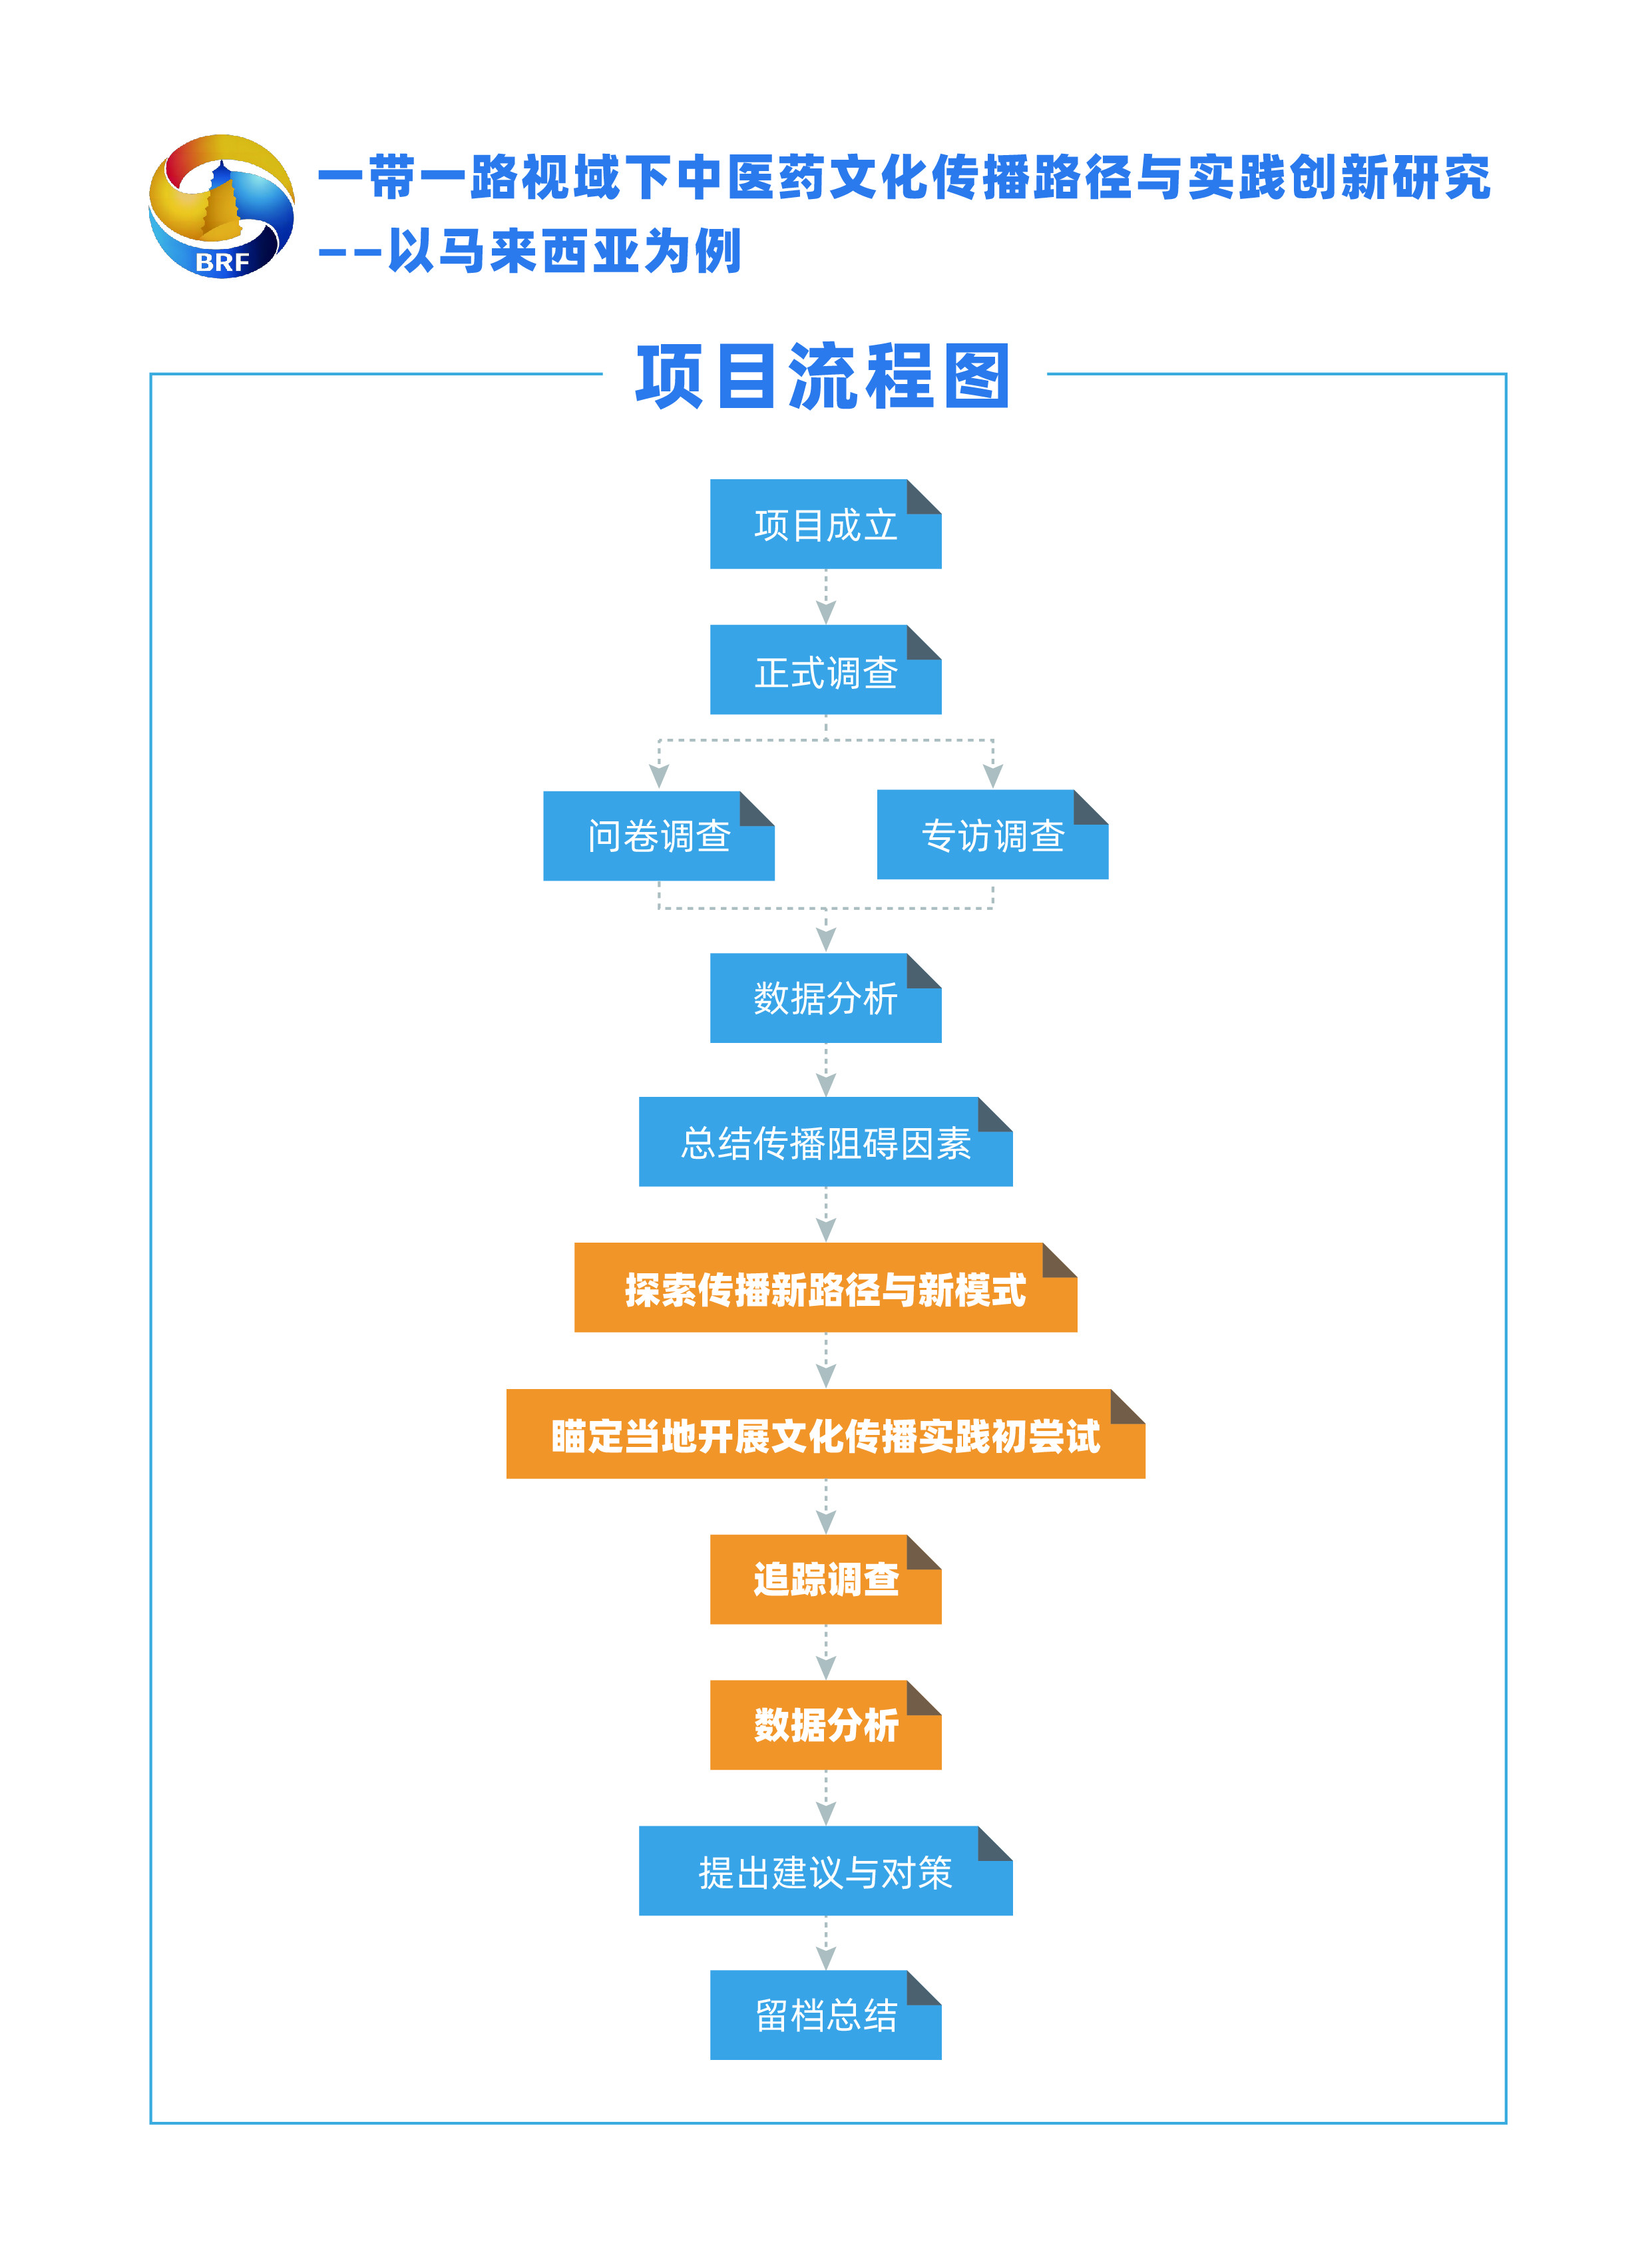 一带一路视域下中医药文化传播路径与实践创新研究
--以马来西亚为例
BRF
项目流程图
项目成立
正式调查
问卷调查
专访调查
数据分析
总结传播阻碍因素
探索传播新路径与新模式
瞄定当地开展文化传播实践初尝试
追踪调查
数据分析
提出建议与对策
留档总结